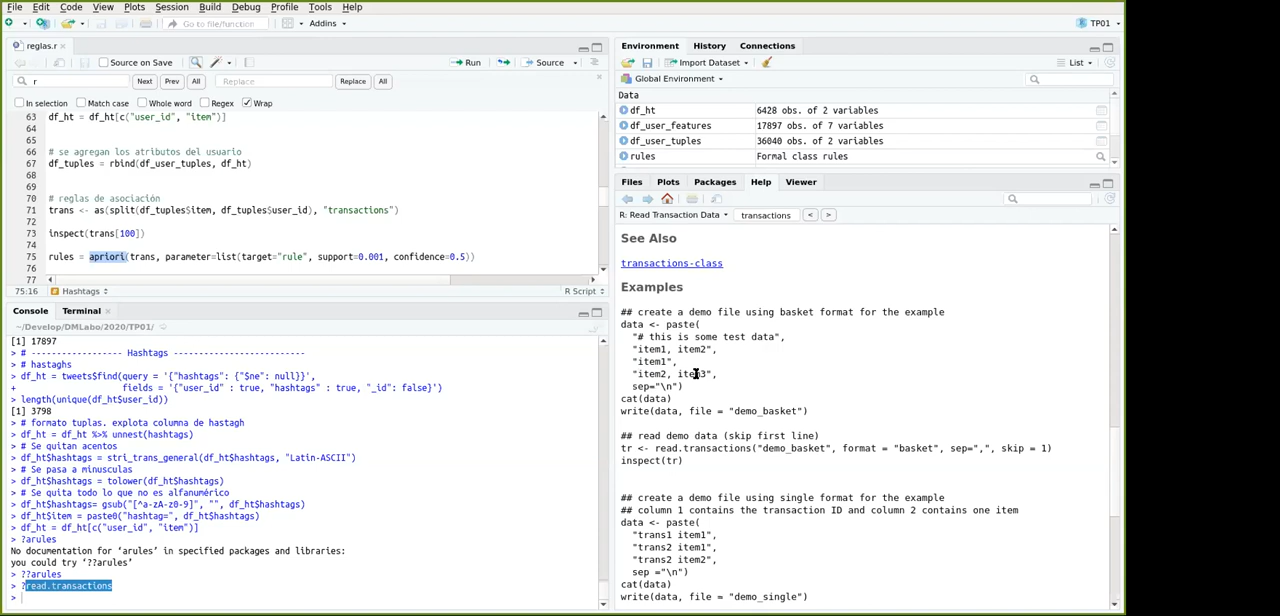 File Edit Code View Plots Session Build Debug Profile Tools Help
Go to file/function Addins TP01
reglas.r
Source on Save Run Source
r Next Prev All Replace Replace All
In selection Match case Whole word Regex Wrap
63 df_ht = df_ht[c("user_id", "item")]
64
65
66 # se agregan los atributos del usuario
67 df_tuples = rbind(df_user_tuples, df_ht)
68
69
70 # reglas de asociación
71 trans <- as(split(df_tuples$item, df_tuples$user_id), "transactions")
72
73 inspect(trans[100])
74
75 rules = apriori(trans, parameter=list(target="rule", support=0.001, confidence=0.5))
76
77
75:16 Hashtags R Script
Console Terminal
~/Develop/DMLabo/2020/TP01/
[1] 17897
> # ------------------ Hashtags -------------------------
> # hastaghs
> df_ht = tweets$find(query = '{"hashtags": {"$ne": null}}',
+ fields = '{"user_id" : true, "hashtags" : true, "_id": false}')
> length(unique(df_ht$user_id))
[1] 3798
> # formato tuplas. explota columna de hastagh
> df_ht = df_ht %>% unnest(hashtags)
> # Se quitan acentos
> df_ht$hashtags = stri_trans_general(df_ht$hashtags, "Latin-ASCII")
> # Se pasa a minusculas
> df_ht$hashtags = tolower(df_ht$hashtags)
> # Se quita todo lo que no es alfanumérico
> df_ht$hashtags= gsub("[^a-zA-z0-9]", "", df_ht$hashtags)
> df_ht$item = paste0("hashtag=", df_ht$hashtags)
> df_ht = df_ht[c("user_id", "item")]
> ?arules
No documentation for ‘arules’ in specified packages and libraries:
you could try ‘??arules’
> ??arules
> ?read.transactions
>
Environment History Connections
Import Dataset List
Global Environment
Data
df_ht 6428 obs. of 2 variables
df_user_features 17897 obs. of 7 variables
df_user_tuples 36040 obs. of 2 variables
rules Formal class rules
Files Plots Packages Help Viewer
R: Read Transaction Data transactions < >
See Also
transactions-class
Examples
## create a demo file using basket format for the example
data <- paste(
"# this is some test data",
"item1, item2",
"item1",
"item2, item3",
sep="\n")
cat(data)
write(data, file = "demo_basket")
## read demo data (skip first line)
tr <- read.transactions("demo_basket", format = "basket", sep=",", skip = 1)
inspect(tr)
## create a demo file using single format for the example
## column 1 contains the transaction ID and column 2 contains one item
data <- paste(
"trans1 item1",
"trans2 item1",
"trans2 item2",
sep ="\n")
cat(data)
write(data, file = "demo_single")